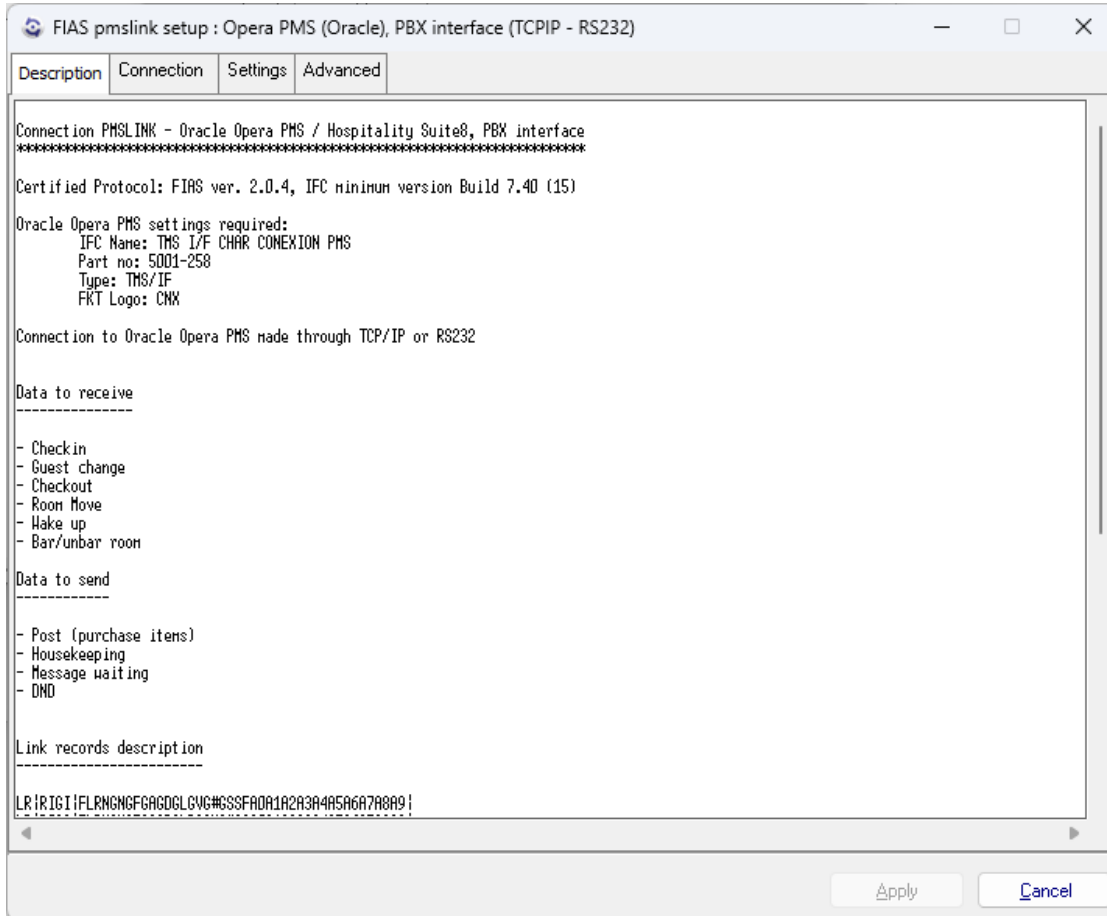 FIAS pmslink setup : Opera PMS (Oracle), PBX interface (TCPIP - RS232)
Description Connection Settings Advanced
Connection PMSLINK - Oracle Opera PMS / Hospitality Suite8, PBX interface
*************************************************************************
Certified Protocol: FIAS ver. 2.0.4, IFC minimum version Build 7.40 (15)
Oracle Opera PMS settings required:
IFC Name: TMS I/F CHAR CONEXION PMS
Part no: 5001-258
Type: TMS/IF
FKT Logo: CNX
Connection to Oracle Opera PMS made through TCP/IP or RS232
Data to receive
---------------
- Checkin
- Guest change
- Checkout
- Room Move
- Wake up
- Bar/unbar room
Data to send
------------
- Post (purchase items)
- Housekeeping
- Message waiting
- DND
Link records description
------------------------
LR|RIGI|FLRNGNGFGAGDGLGVG#GSSFA0A1A2A3A4A5A6A7A8A9|
Apply Cancel